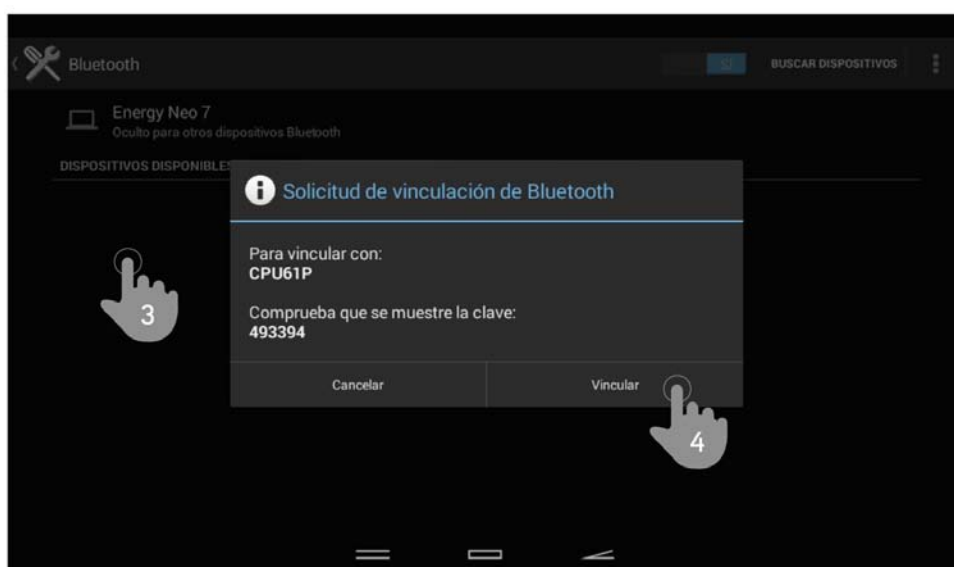 Bluetooth
SÍ
BUSCAR DISPOSITIVOS
Energy Neo 7
Oculto para otros dispositivos Bluetooth
DISPOSITIVOS DISPONIBLES
Solicitud de vinculación de Bluetooth
Para vincular con:
CPU61P
3
Comprueba que se muestre la clave:
493394
Cancelar
Vincular
4